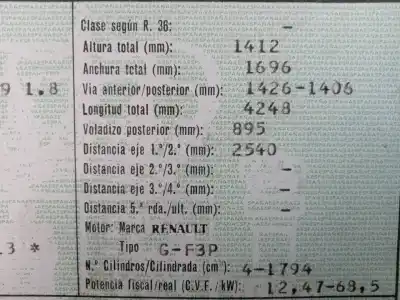 Clase según R. 36: -
Altura total (mm): 1412
Anchura total (mm): 1696
9 1.8
Via anterior/posterior (mm): 1426-1406
Longitud total (mm): 4248
Voladizo posterior (mm): 895
Distancia eje 1.º/2.º (mm): 2540
Distancia eje 2.º/3.º (mm): -
Distancia eje 3.º/4.º (mm): -
Distancia 5.ª rda./ult. (mm): -
Motor: Marca RENAULT
.3 *
Tipo G-F3P
N.º Cilindros/Cilindrada (cm³) 4-1794
Potencia fiscal/real (C.V.F./kW): 12,47-68,5